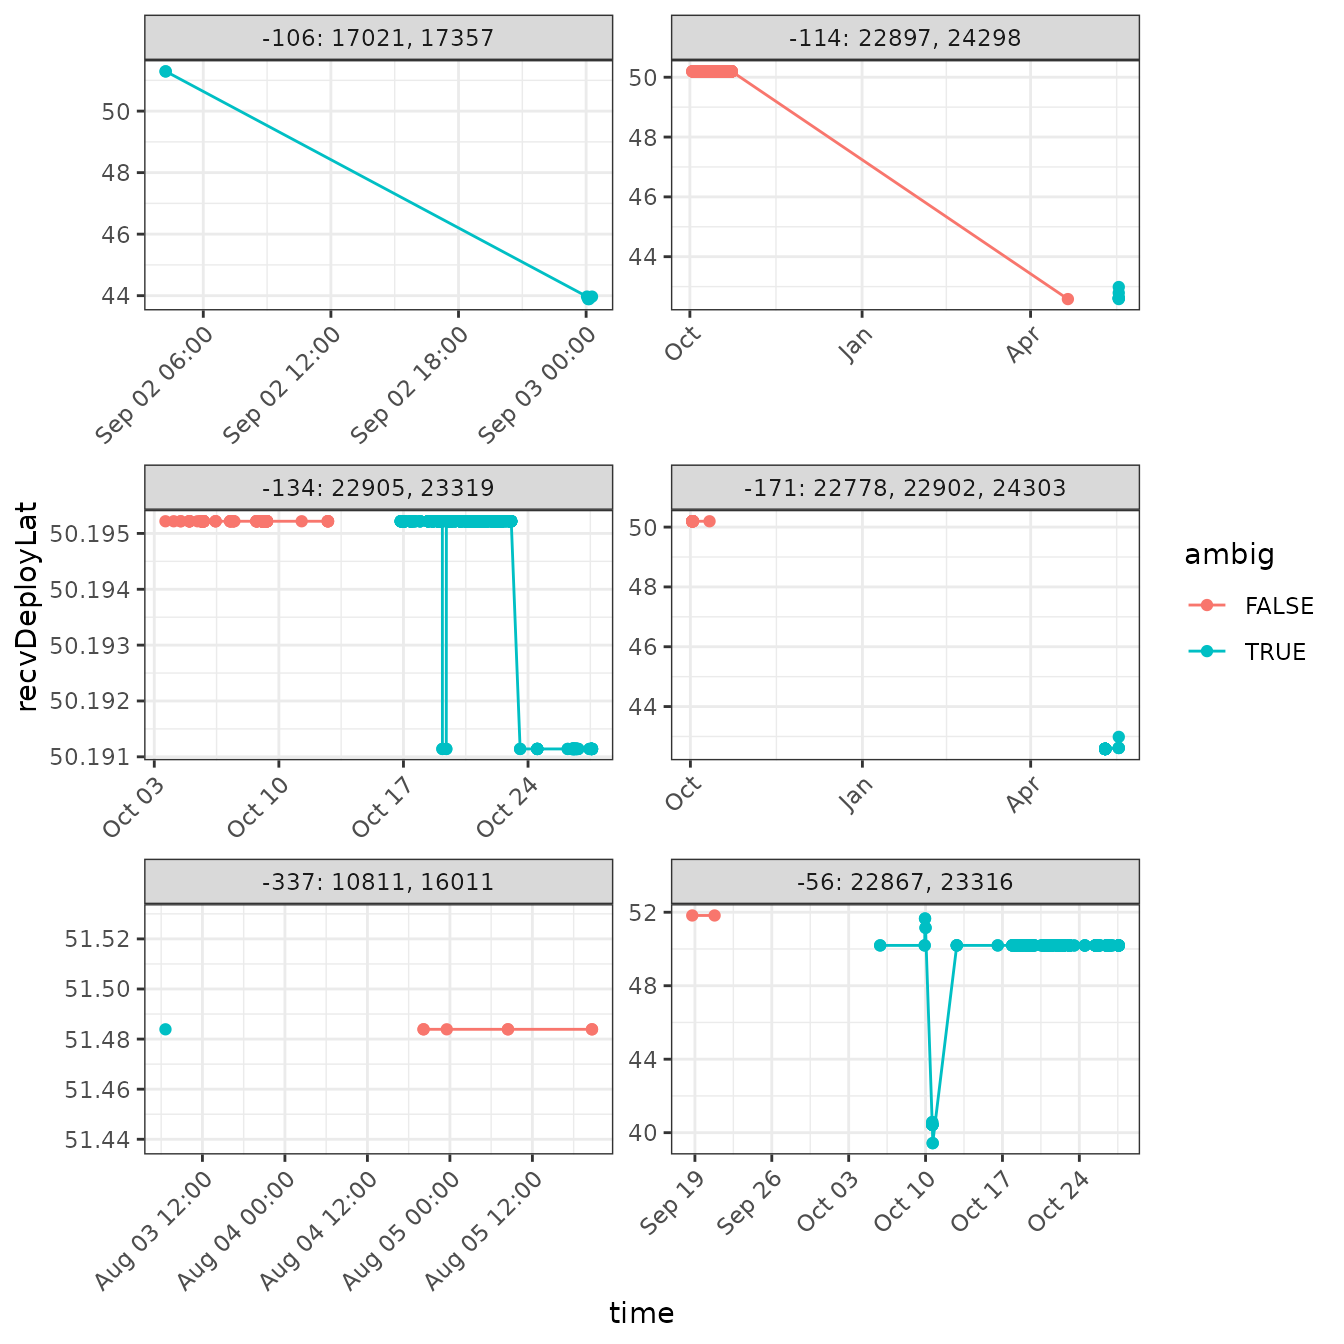 -106: 17021, 17357
50
48
46
44
Sep 02 06:00
Sep 02 12:00
Sep 02 18:00
Sep 03 00:00
-114: 22897, 24298
50
48
46
44
Oct
Jan
Apr
-134: 22905, 23319
50.195
50.194
50.193
50.192
50.191
Oct 03
Oct 10
Oct 17
Oct 24
-171: 22778, 22902, 24303
50
48
46
44
Oct
Jan
Apr
-337: 10811, 16011
51.52
51.50
51.48
51.46
51.44
Aug 03 12:00
Aug 04 00:00
Aug 04 12:00
Aug 05 00:00
Aug 05 12:00
-56: 22867, 23316
52
48
44
40
Sep 19
Sep 26
Oct 03
Oct 10
Oct 17
Oct 24
recvDeployLat
time
ambig
FALSE
TRUE